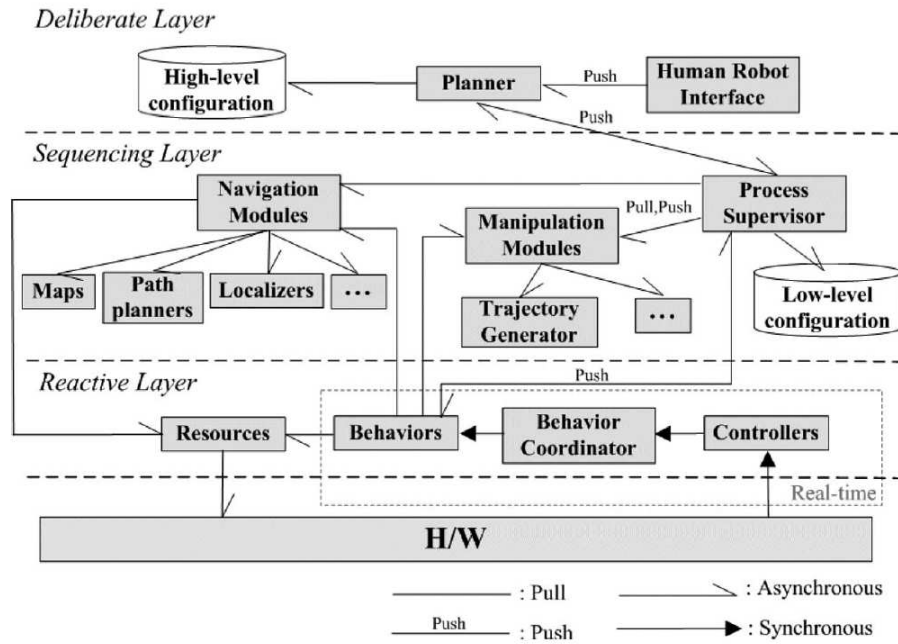 Deliberate Layer
High-level
configuration
Planner
Push
Human Robot
Interface
Push
Sequencing Layer
Navigation
Modules
Process
Supervisor
Pull,Push
Manipulation
Modules
Maps
Path
planners
Localizers
...
Trajectory
Generator
...
Low-level
configuration
Reactive Layer
Push
Resources
Behaviors
Behavior
Coordinator
Controllers
Real-time
H/W
: Pull
: Asynchronous
Push
: Push
: Synchronous